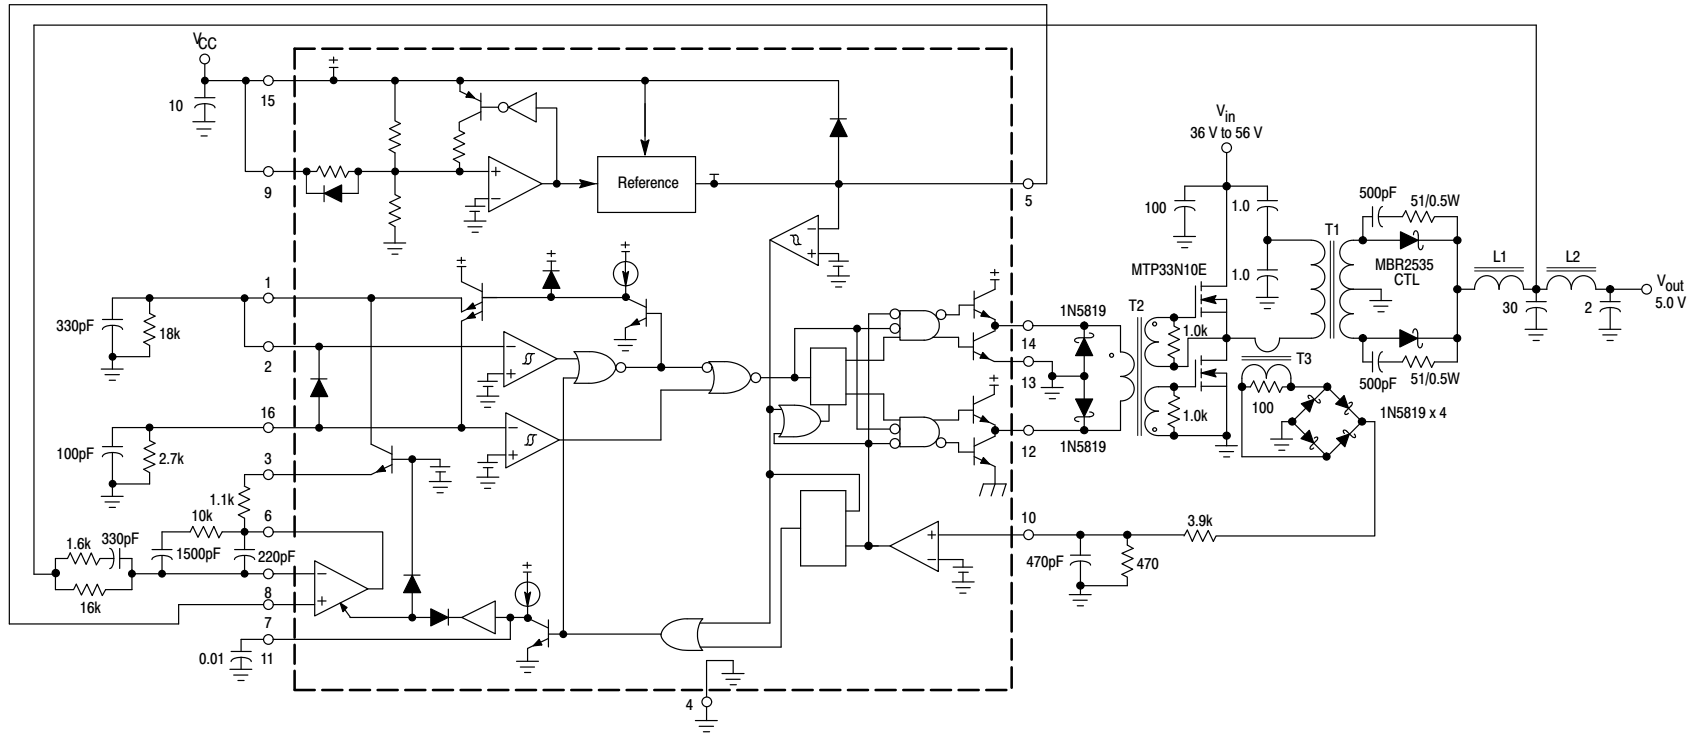 VCC
10
15
9
Reference
5
Vin
36 V to 56 V
100
1.0
1.0
T1
500pF
51/0.5W
MBR2535
CTL
500pF
51/0.5W
L1
L2
30
2
Vout
5.0 V
MTP33N10E
1N5819
T2
1.0k
1.0k
1N5819
T3
100
1N5819 x 4
1
330pF
18k
2
16
100pF
2.7k
3
1.1k
10k
6
1.6k
330pF
1500pF
220pF
16k
8
7
0.01
11
14
13
12
10
3.9k
470pF
470
4
+
−
+
−
+
−
+
−
+
−
+
−
+